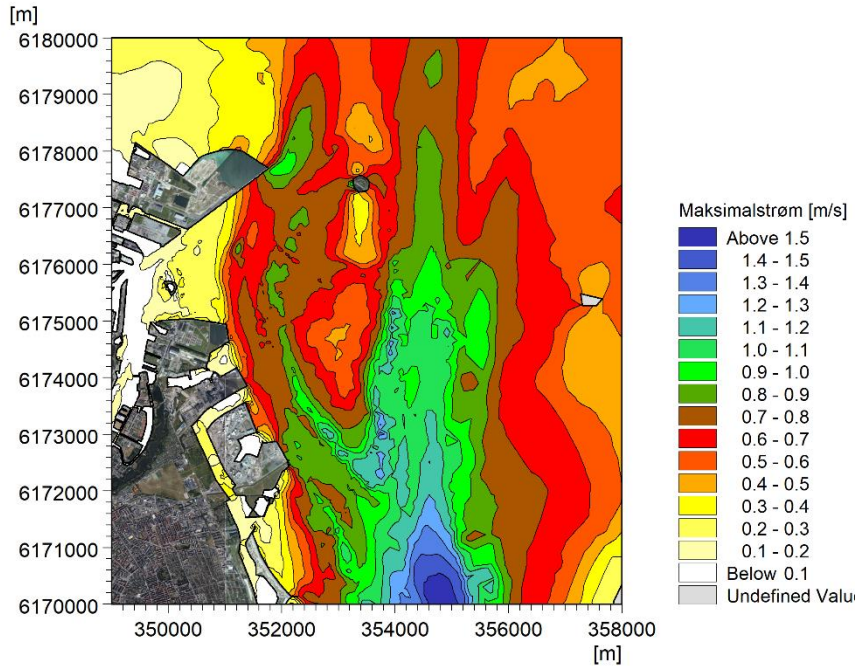 [m]
6180000
6179000
6178000
6177000
6176000
6175000
6174000
6173000
6172000
6171000
6170000
350000 352000 354000 356000 358000
[m]
Maksimalstrøm [m/s]
Above 1.5
1.4 - 1.5
1.3 - 1.4
1.2 - 1.3
1.1 - 1.2
1.0 - 1.1
0.9 - 1.0
0.8 - 0.9
0.7 - 0.8
0.6 - 0.7
0.5 - 0.6
0.4 - 0.5
0.3 - 0.4
0.2 - 0.3
0.1 - 0.2
Below 0.1
Undefined Value